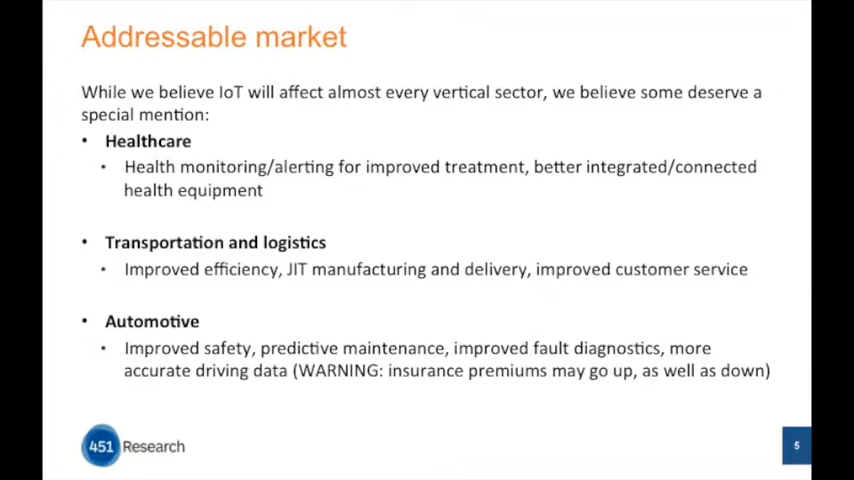 Addressable market
While we believe IoT will affect almost every vertical sector, we believe some deserve a
special mention:
• Healthcare
• Health monitoring/alerting for improved treatment, better integrated/connected
health equipment
• Transportation and logistics
• Improved efficiency, JIT manufacturing and delivery, improved customer service
• Automotive
• Improved safety, predictive maintenance, improved fault diagnostics, more
accurate driving data (WARNING: insurance premiums may go up, as well as down)
451 Research
5